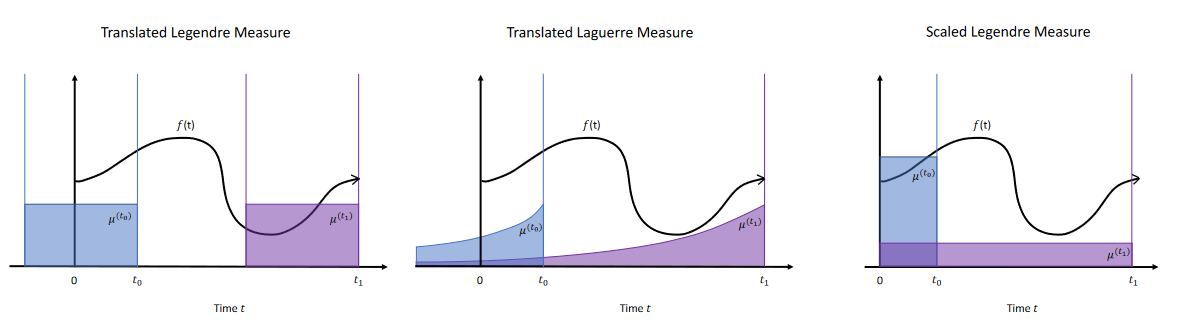 Translated Legendre Measure
f(t)
μ^(t₀)
μ^(t₁)
0
t₀
t₁
Time t
Translated Laguerre Measure
f(t)
μ^(t₀)
μ^(t₁)
0
t₀
t₁
Time t
Scaled Legendre Measure
f(t)
μ^(t₀)
μ^(t₁)
0
t₀
t₁
Time t